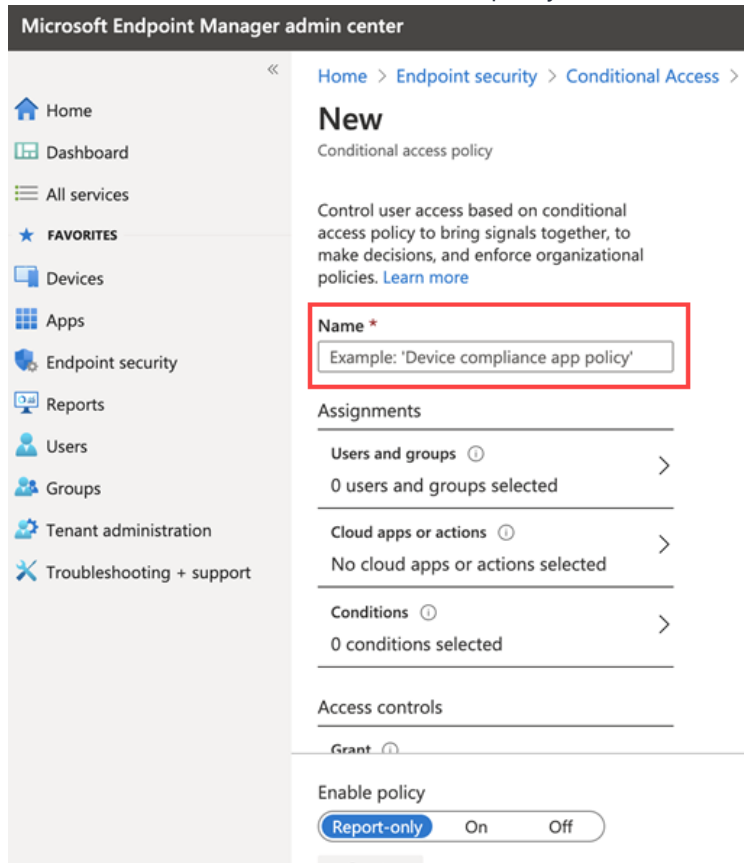 Microsoft Endpoint Manager admin center
«
Home > Endpoint security > Conditional Access >
Home
New
Conditional access policy
Dashboard
All services
Control user access based on conditional
access policy to bring signals together, to
make decisions, and enforce organizational
policies. Learn more
FAVORITES
Devices
Apps
Name *
Example: 'Device compliance app policy'
Endpoint security
Reports
Assignments
Users
Users and groups
0 users and groups selected
Groups
Tenant administration
Cloud apps or actions
No cloud apps or actions selected
Troubleshooting + support
Conditions
0 conditions selected
Access controls
Grant
Enable policy
Report-only On Off